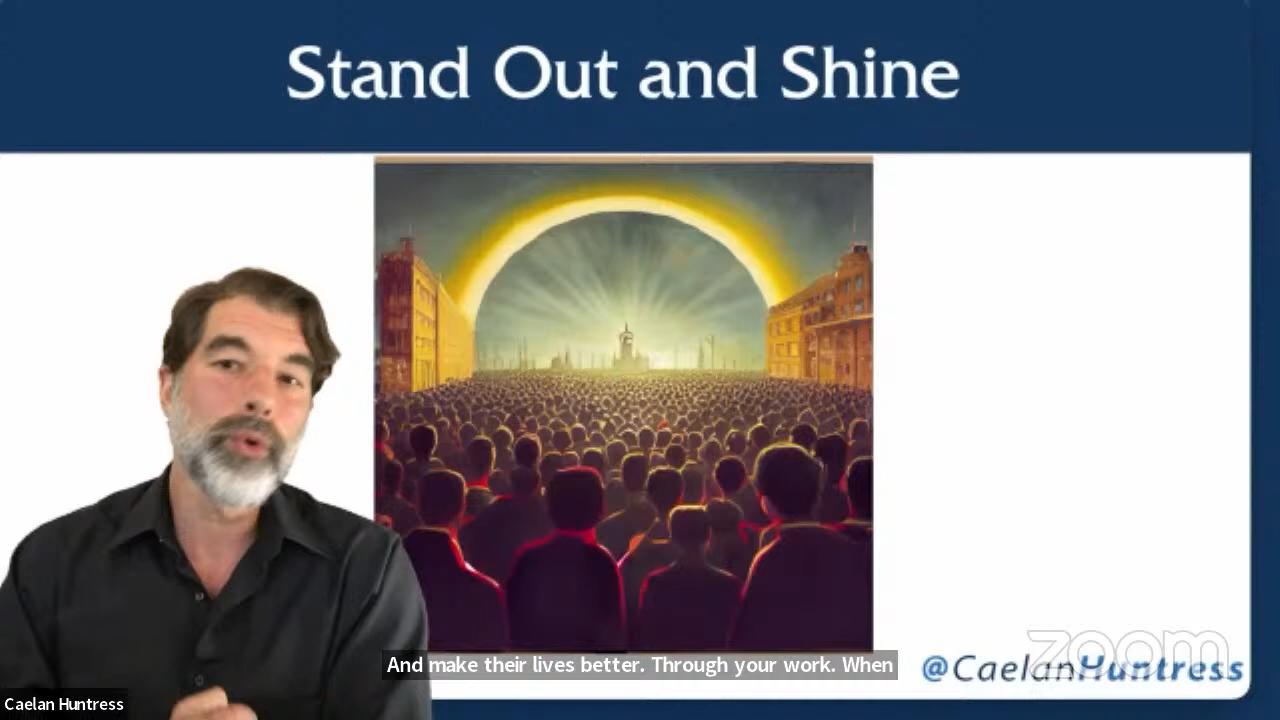 Stand Out and Shine
And make their lives better. Through your work. When
zoom
@CaelanHuntress
Caelan Huntress